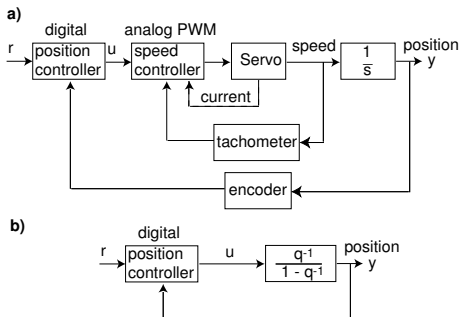 a)
digital
analog PWM
r
position
controller
u
speed
controller
Servo
speed
1
s
position
y
current
tachometer
encoder
b)
digital
r
position
controller
u
q-1
1 - q-1
position
y